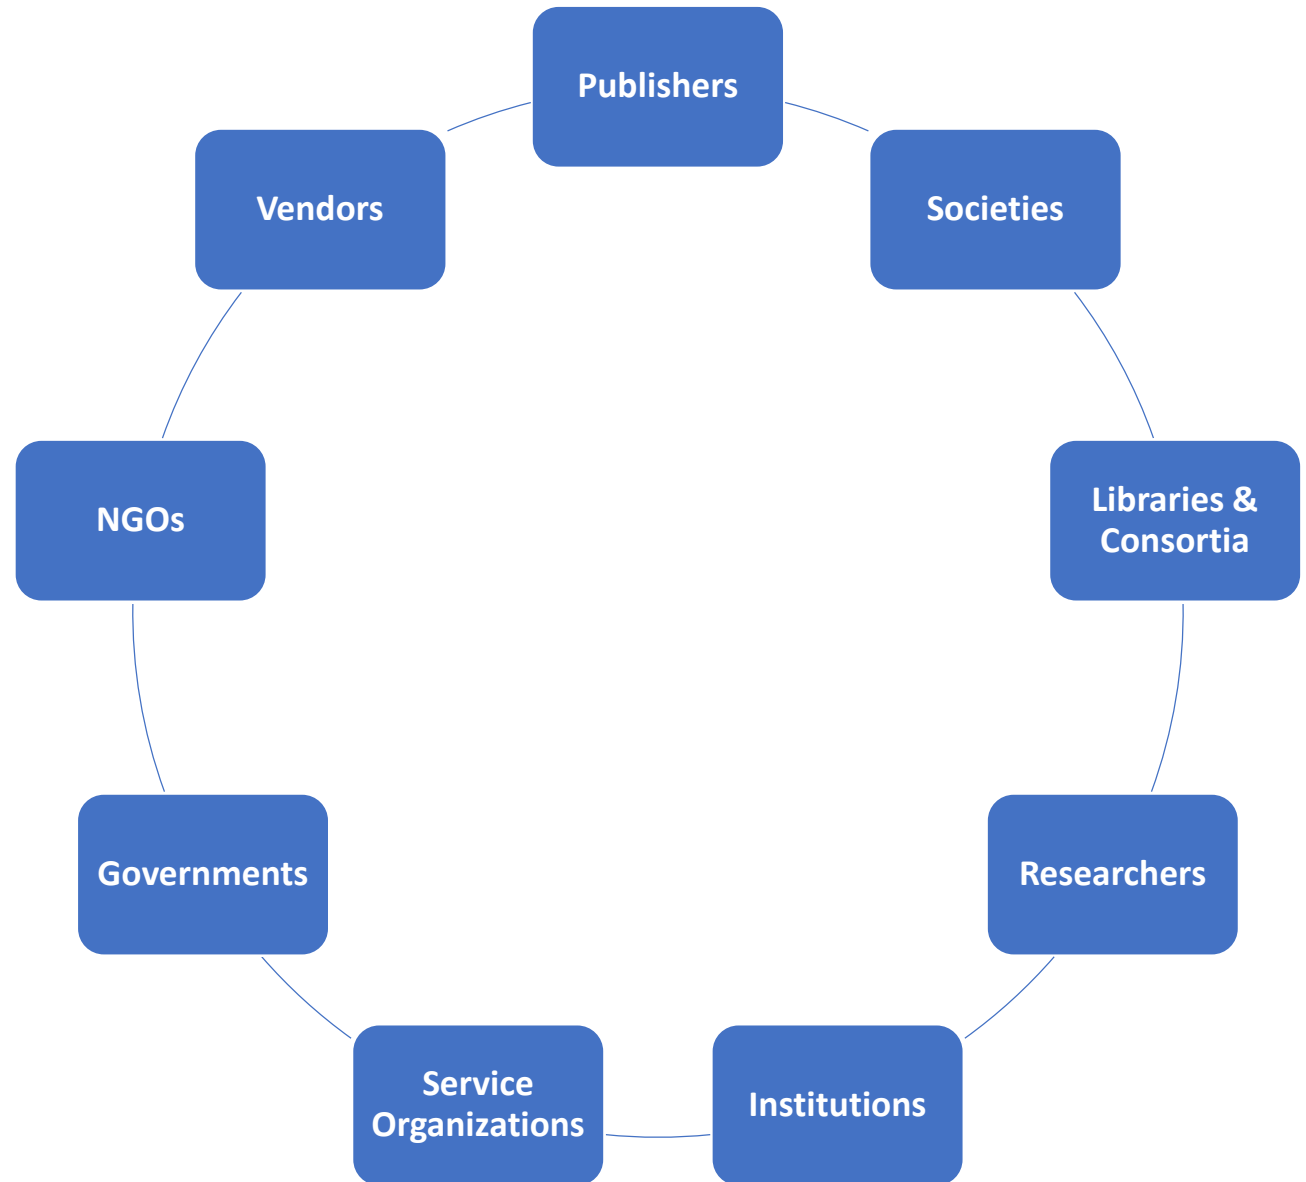 Publishers
Societies
Libraries &
Consortia
Researchers
Institutions
Service
Organizations
Governments
NGOs
Vendors